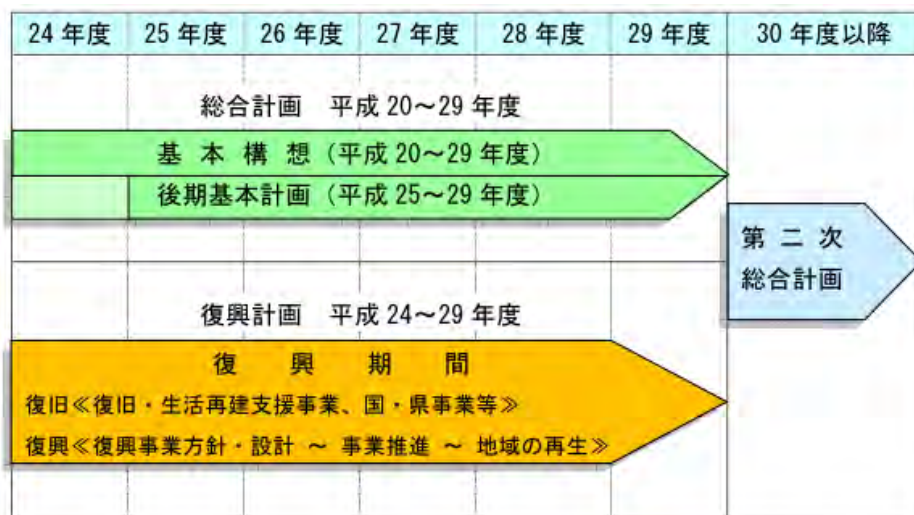 24 年度 25 年度 26 年度 27 年度 28 年度 29 年度 30 年度以降
総合計画 平成 20～29 年度
基 本 構 想（平成 20～29 年度）
後期基本計画（平成 25～29 年度）
第 二 次
総合計画
復興計画 平成 24～29 年度
復 興 期 間
復旧≪復旧・生活再建支援事業、国・県事業等≫
復興≪復興事業方針・設計 ～ 事業推進 ～ 地域の再生≫